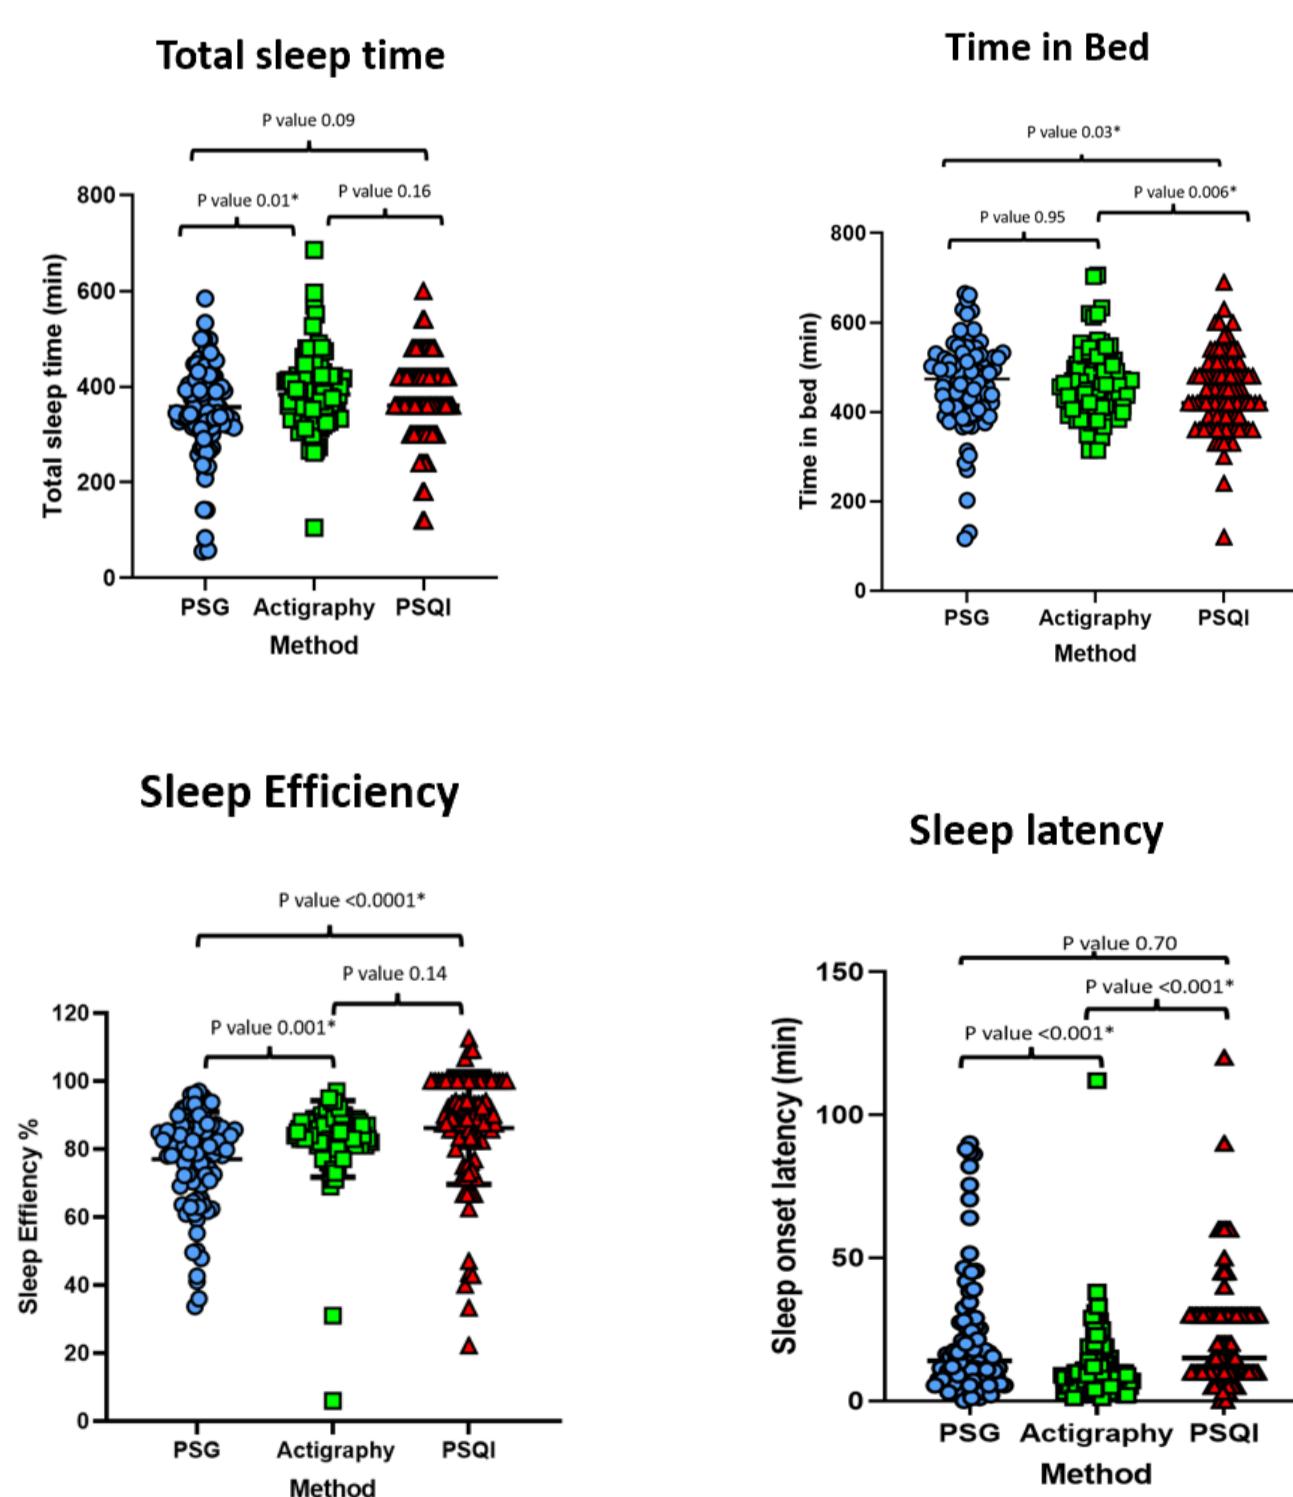 Total sleep time
P value 0.09
P value 0.01*
P value 0.16
800
600
400
200
0
Total sleep time (min)
PSG Actigraphy PSQI
Method
Time in Bed
P value 0.03*
P value 0.006*
P value 0.95
800
600
400
200
0
Time in bed (min)
PSG Actigraphy PSQI
Method
Sleep Efficiency
P value <0.0001*
P value 0.14
P value 0.001*
120
100
80
60
40
20
0
Sleep Effiency %
PSG Actigraphy PSQI
Method
Sleep latency
P value 0.70
P value <0.001*
P value <0.001*
150
100
50
0
Sleep onset latency (min)
PSG Actigraphy PSQI
Method